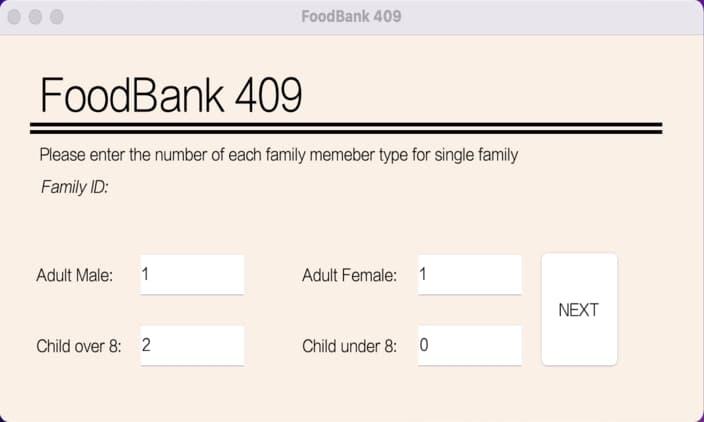 FoodBank 409
FoodBank 409
Please enter the number of each family memeber type for single family
Family ID:
Adult Male: 1 Adult Female: 1
NEXT
Child over 8: 2 Child under 8: 0